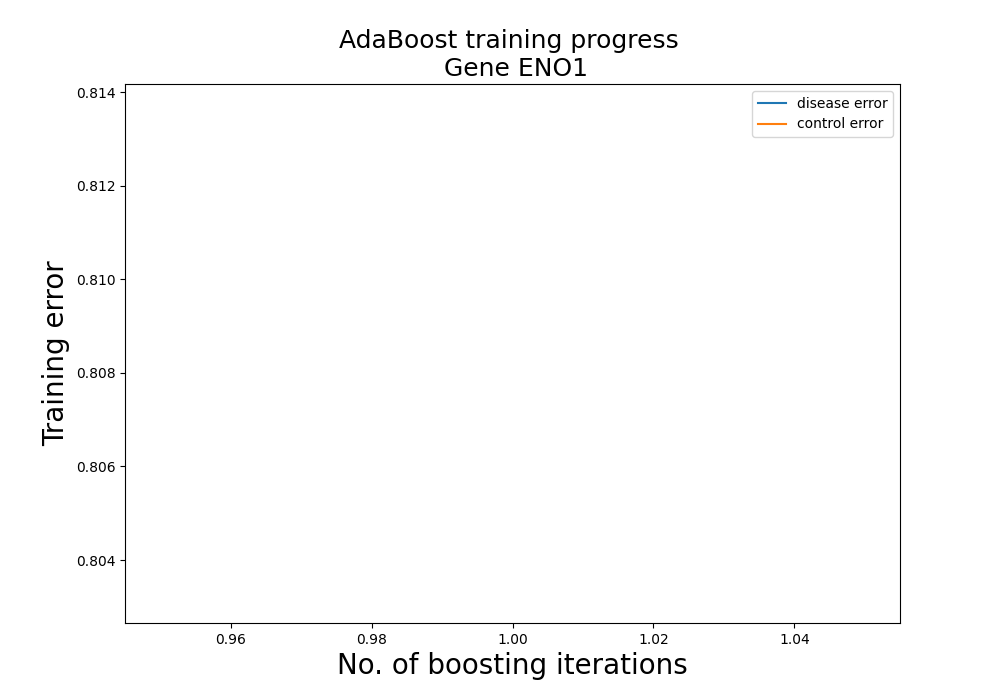 AdaBoost training progress
Gene ENO1
disease error
control error
Training error
0.814
0.812
0.810
0.808
0.806
0.804
0.96
0.98
1.00
1.02
1.04
No. of boosting iterations